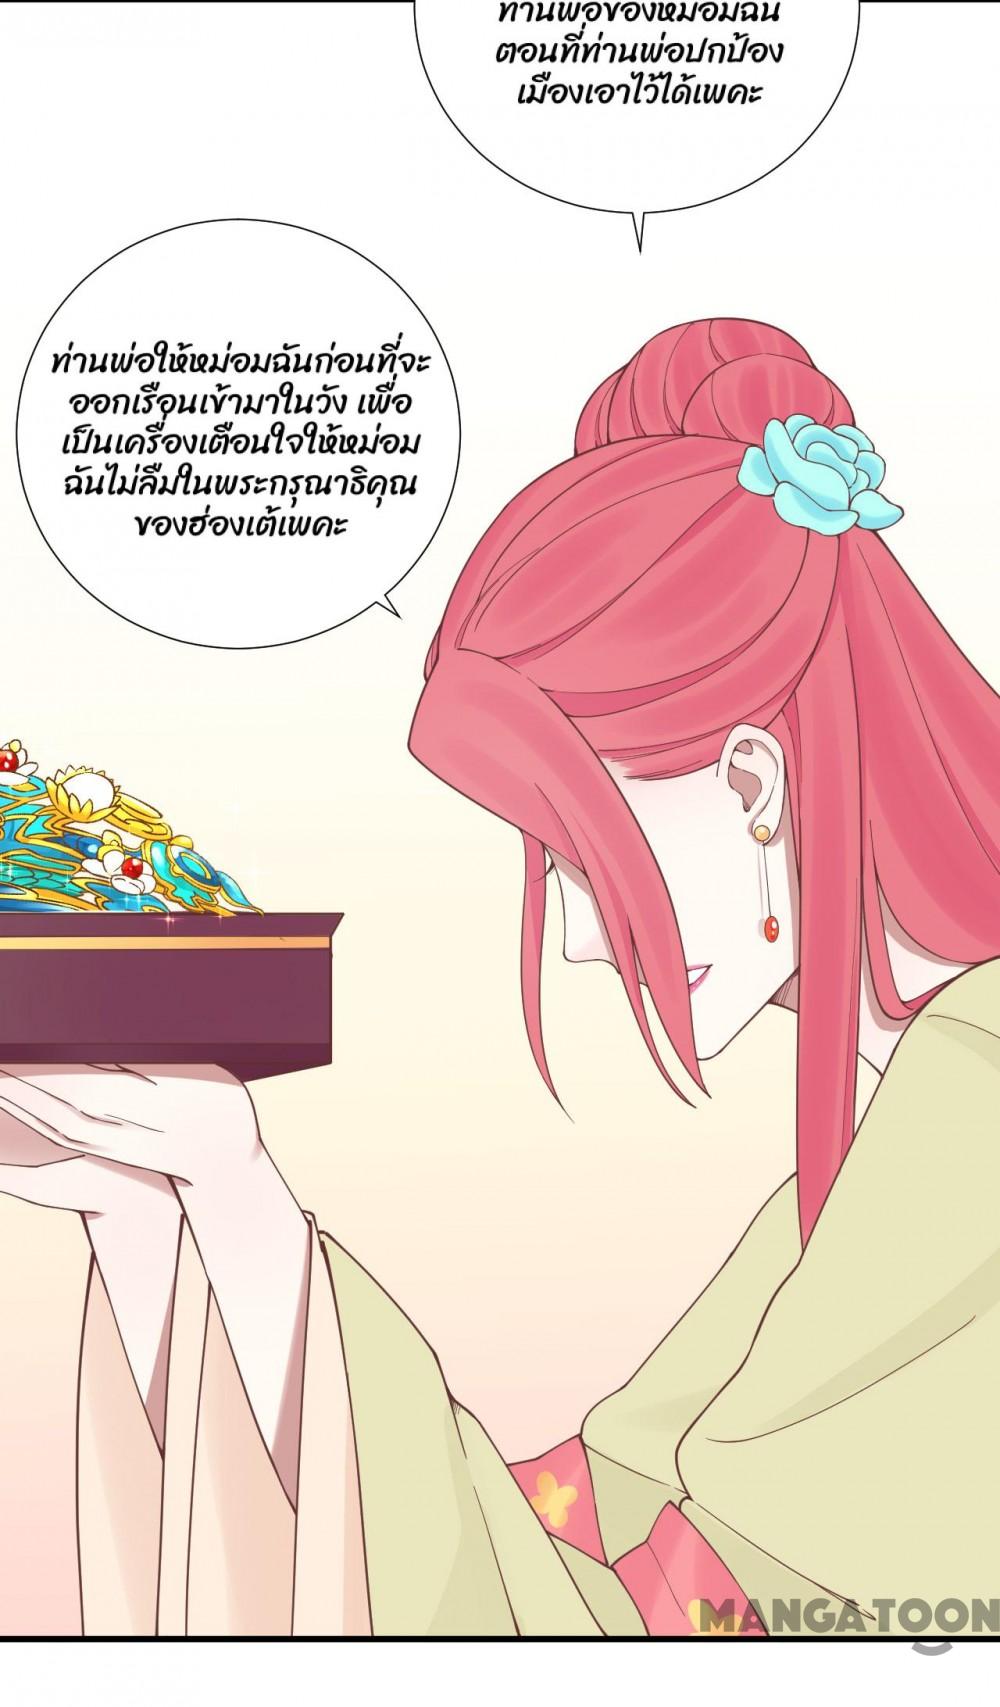 ท่านพ่อของหม่อมฉัน
ตอนที่ท่านพ่อปกป้อง
เมืองเอาไว้ได้เพคะ
ท่านพ่อให้หม่อมฉันก่อนที่จะ
ออกเรือนเข้ามาในวัง เพื่อ
เป็นเครื่องเตือนใจให้หม่อม
ฉันไม่ลืมในพระกรุณาธิคุณ
ของฮ่องเต้เพคะ
MANGATOON